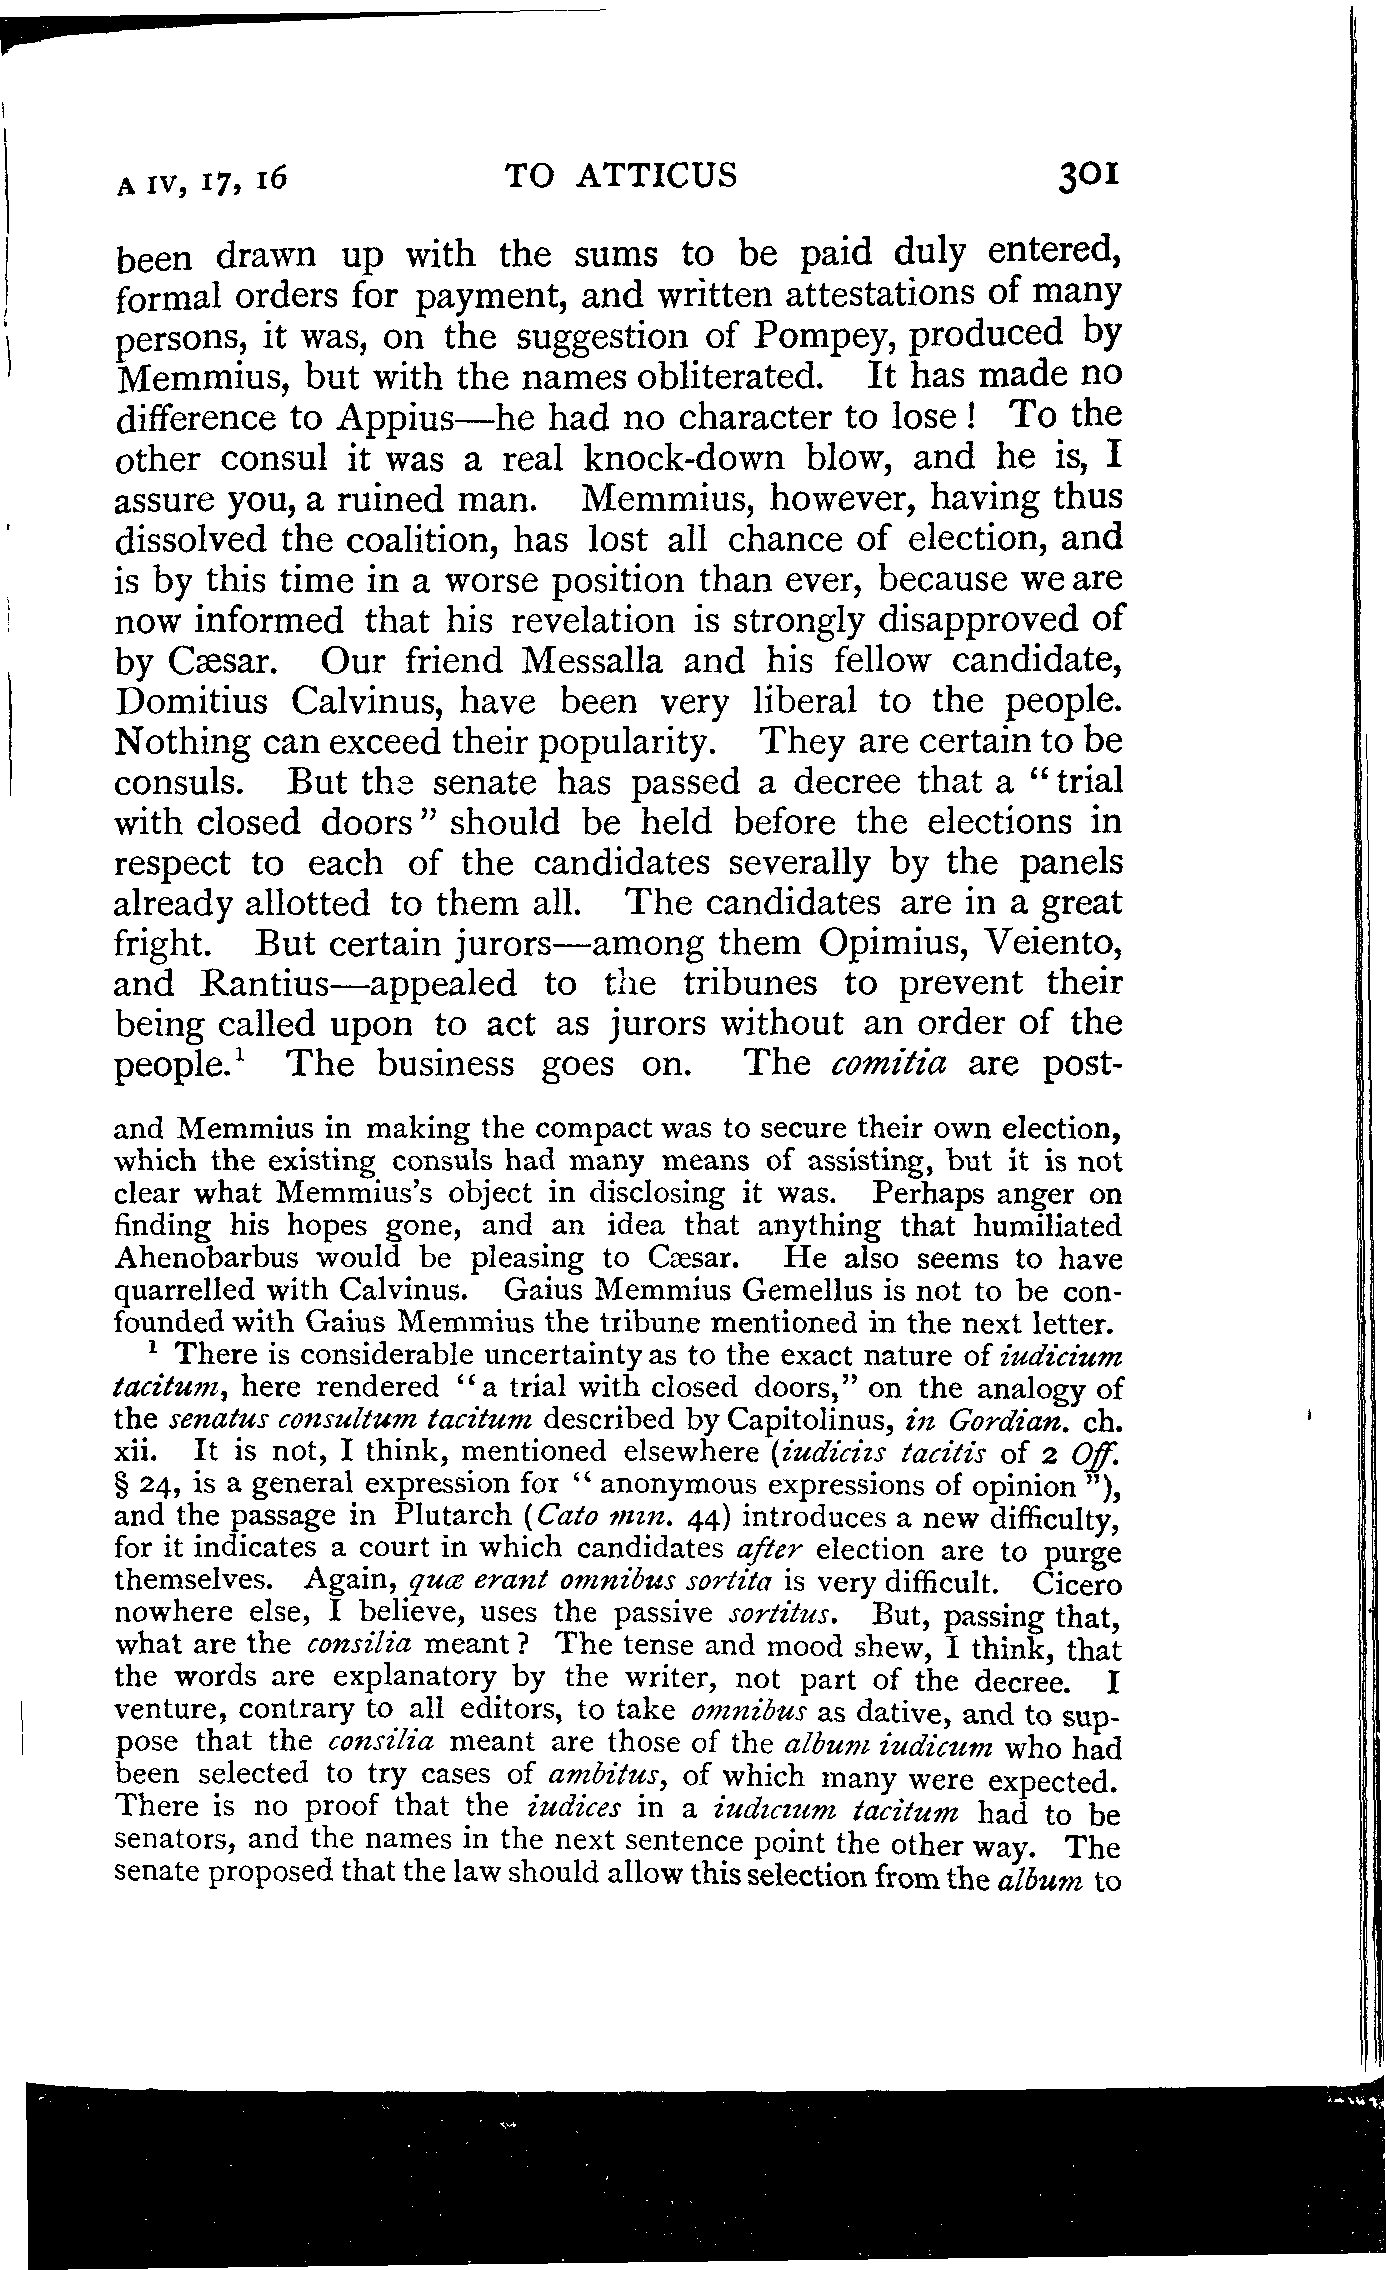 A IV, 17, 16 TO ATTICUS 301
been drawn up with the sums to be paid duly entered,
formal orders for payment, and written attestations of many
persons, it was, on the suggestion of Pompey, produced by
Memmius, but with the names obliterated. It has made no
difference to Appius—he had no character to lose! To the
other consul it was a real knock-down blow, and he is, I
assure you, a ruined man. Memmius, however, having thus
dissolved the coalition, has lost all chance of election, and
is by this time in a worse position than ever, because we are
now informed that his revelation is strongly disapproved of
by Cæsar. Our friend Messalla and his fellow candidate,
Domitius Calvinus, have been very liberal to the people.
Nothing can exceed their popularity. They are certain to be
consuls. But the senate has passed a decree that a "trial
with closed doors" should be held before the elections in
respect to each of the candidates severally by the panels
already allotted to them all. The candidates are in a great
fright. But certain jurors—among them Opimius, Veiento,
and Rantius—appealed to the tribunes to prevent their
being called upon to act as jurors without an order of the
people.¹ The business goes on. The comitia are post-
and Memmius in making the compact was to secure their own election,
which the existing consuls had many means of assisting, but it is not
clear what Memmius's object in disclosing it was. Perhaps anger on
finding his hopes gone, and an idea that anything that humiliated
Ahenobarbus would be pleasing to Cæsar. He also seems to have
quarrelled with Calvinus. Gaius Memmius Gemellus is not to be con-
founded with Gaius Memmius the tribune mentioned in the next letter.
¹ There is considerable uncertainty as to the exact nature of iudicium
tacitum, here rendered "a trial with closed doors," on the analogy of
the senatus consultum tacitum described by Capitolinus, in Gordian. ch.
xii. It is not, I think, mentioned elsewhere (iudiciis tacitis of 2 Off.
§ 24, is a general expression for "anonymous expressions of opinion"),
and the passage in Plutarch (Cato min. 44) introduces a new difficulty,
for it indicates a court in which candidates after election are to purge
themselves. Again, quæ erant omnibus sortita is very difficult. Cicero
nowhere else, I believe, uses the passive sortitus. But, passing that,
what are the consilia meant? The tense and mood shew, I think, that
the words are explanatory by the writer, not part of the decree. I
venture, contrary to all editors, to take omnibus as dative, and to sup-
pose that the consilia meant are those of the album iudicum who had
been selected to try cases of ambitus, of which many were expected.
There is no proof that the iudices in a iudicium tacitum had to be
senators, and the names in the next sentence point the other way. The
senate proposed that the law should allow this selection from the album to